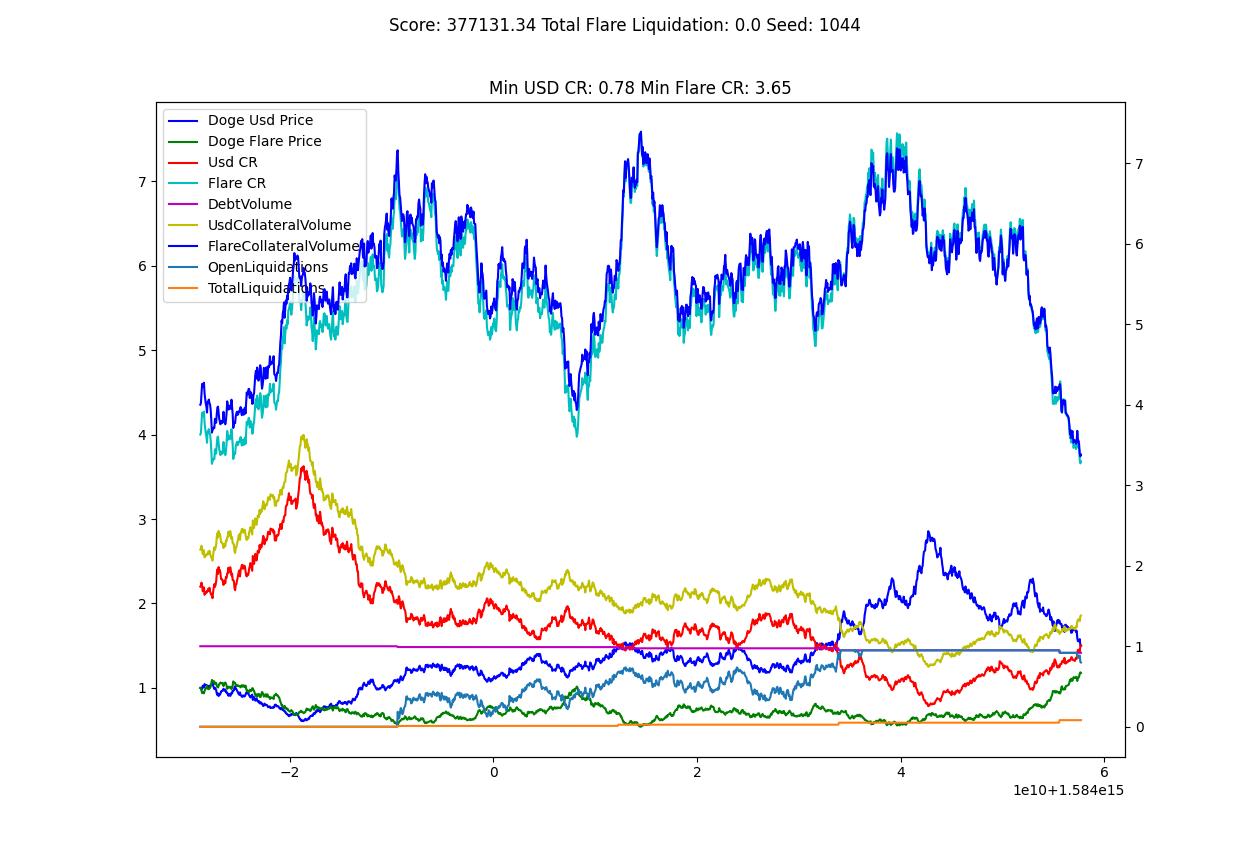 Score: 377131.34 Total Flare Liquidation: 0.0 Seed: 1044
Min USD CR: 0.78 Min Flare CR: 3.65
Doge Usd Price
Doge Flare Price
Usd CR
Flare CR
DebtVolume
UsdCollateralVolume
FlareCollateralVolume
OpenLiquidations
TotalLiquidations
7
6
5
4
3
2
1
7
6
5
4
3
2
1
0
−2
0
2
4
6
1e10+1.584e15